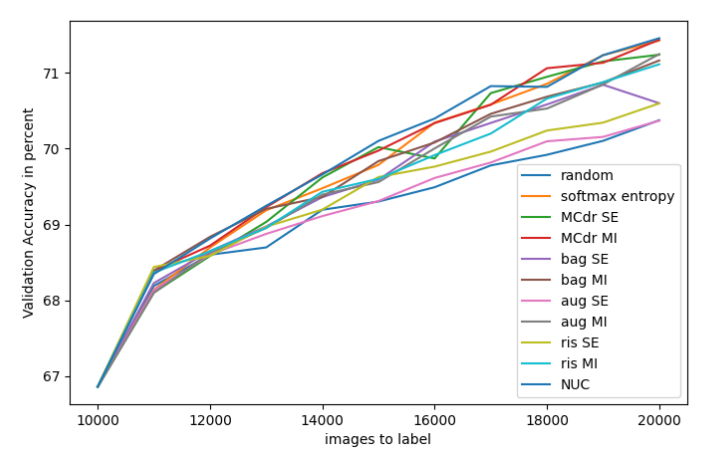 71
70
69
68
67
Validation Accuracy in percent
10000 12000 14000 16000 18000 20000
images to label
random
softmax entropy
MCdr SE
MCdr MI
bag SE
bag MI
aug SE
aug MI
ris SE
ris MI
NUC